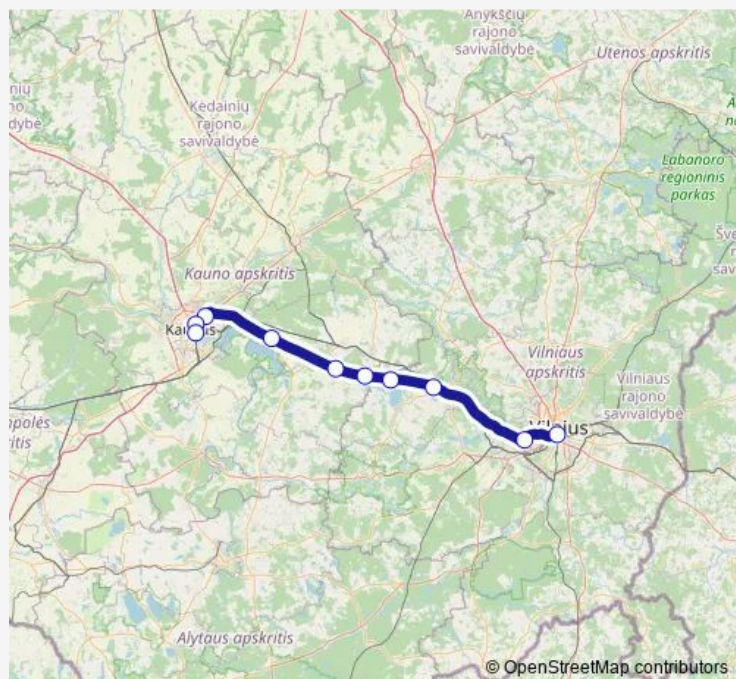 Anykščių
rajono
savivaldybė
Utenos apskritis
Kėdainių
rajono
savivaldybė
Labanoro
regioninis
parkas
Kauno apskritis
Vilniaus
apskritis
Vilniaus
rajono
savivaldybė
Vilnius
Alytaus apskritis
© OpenStreetMap contributors